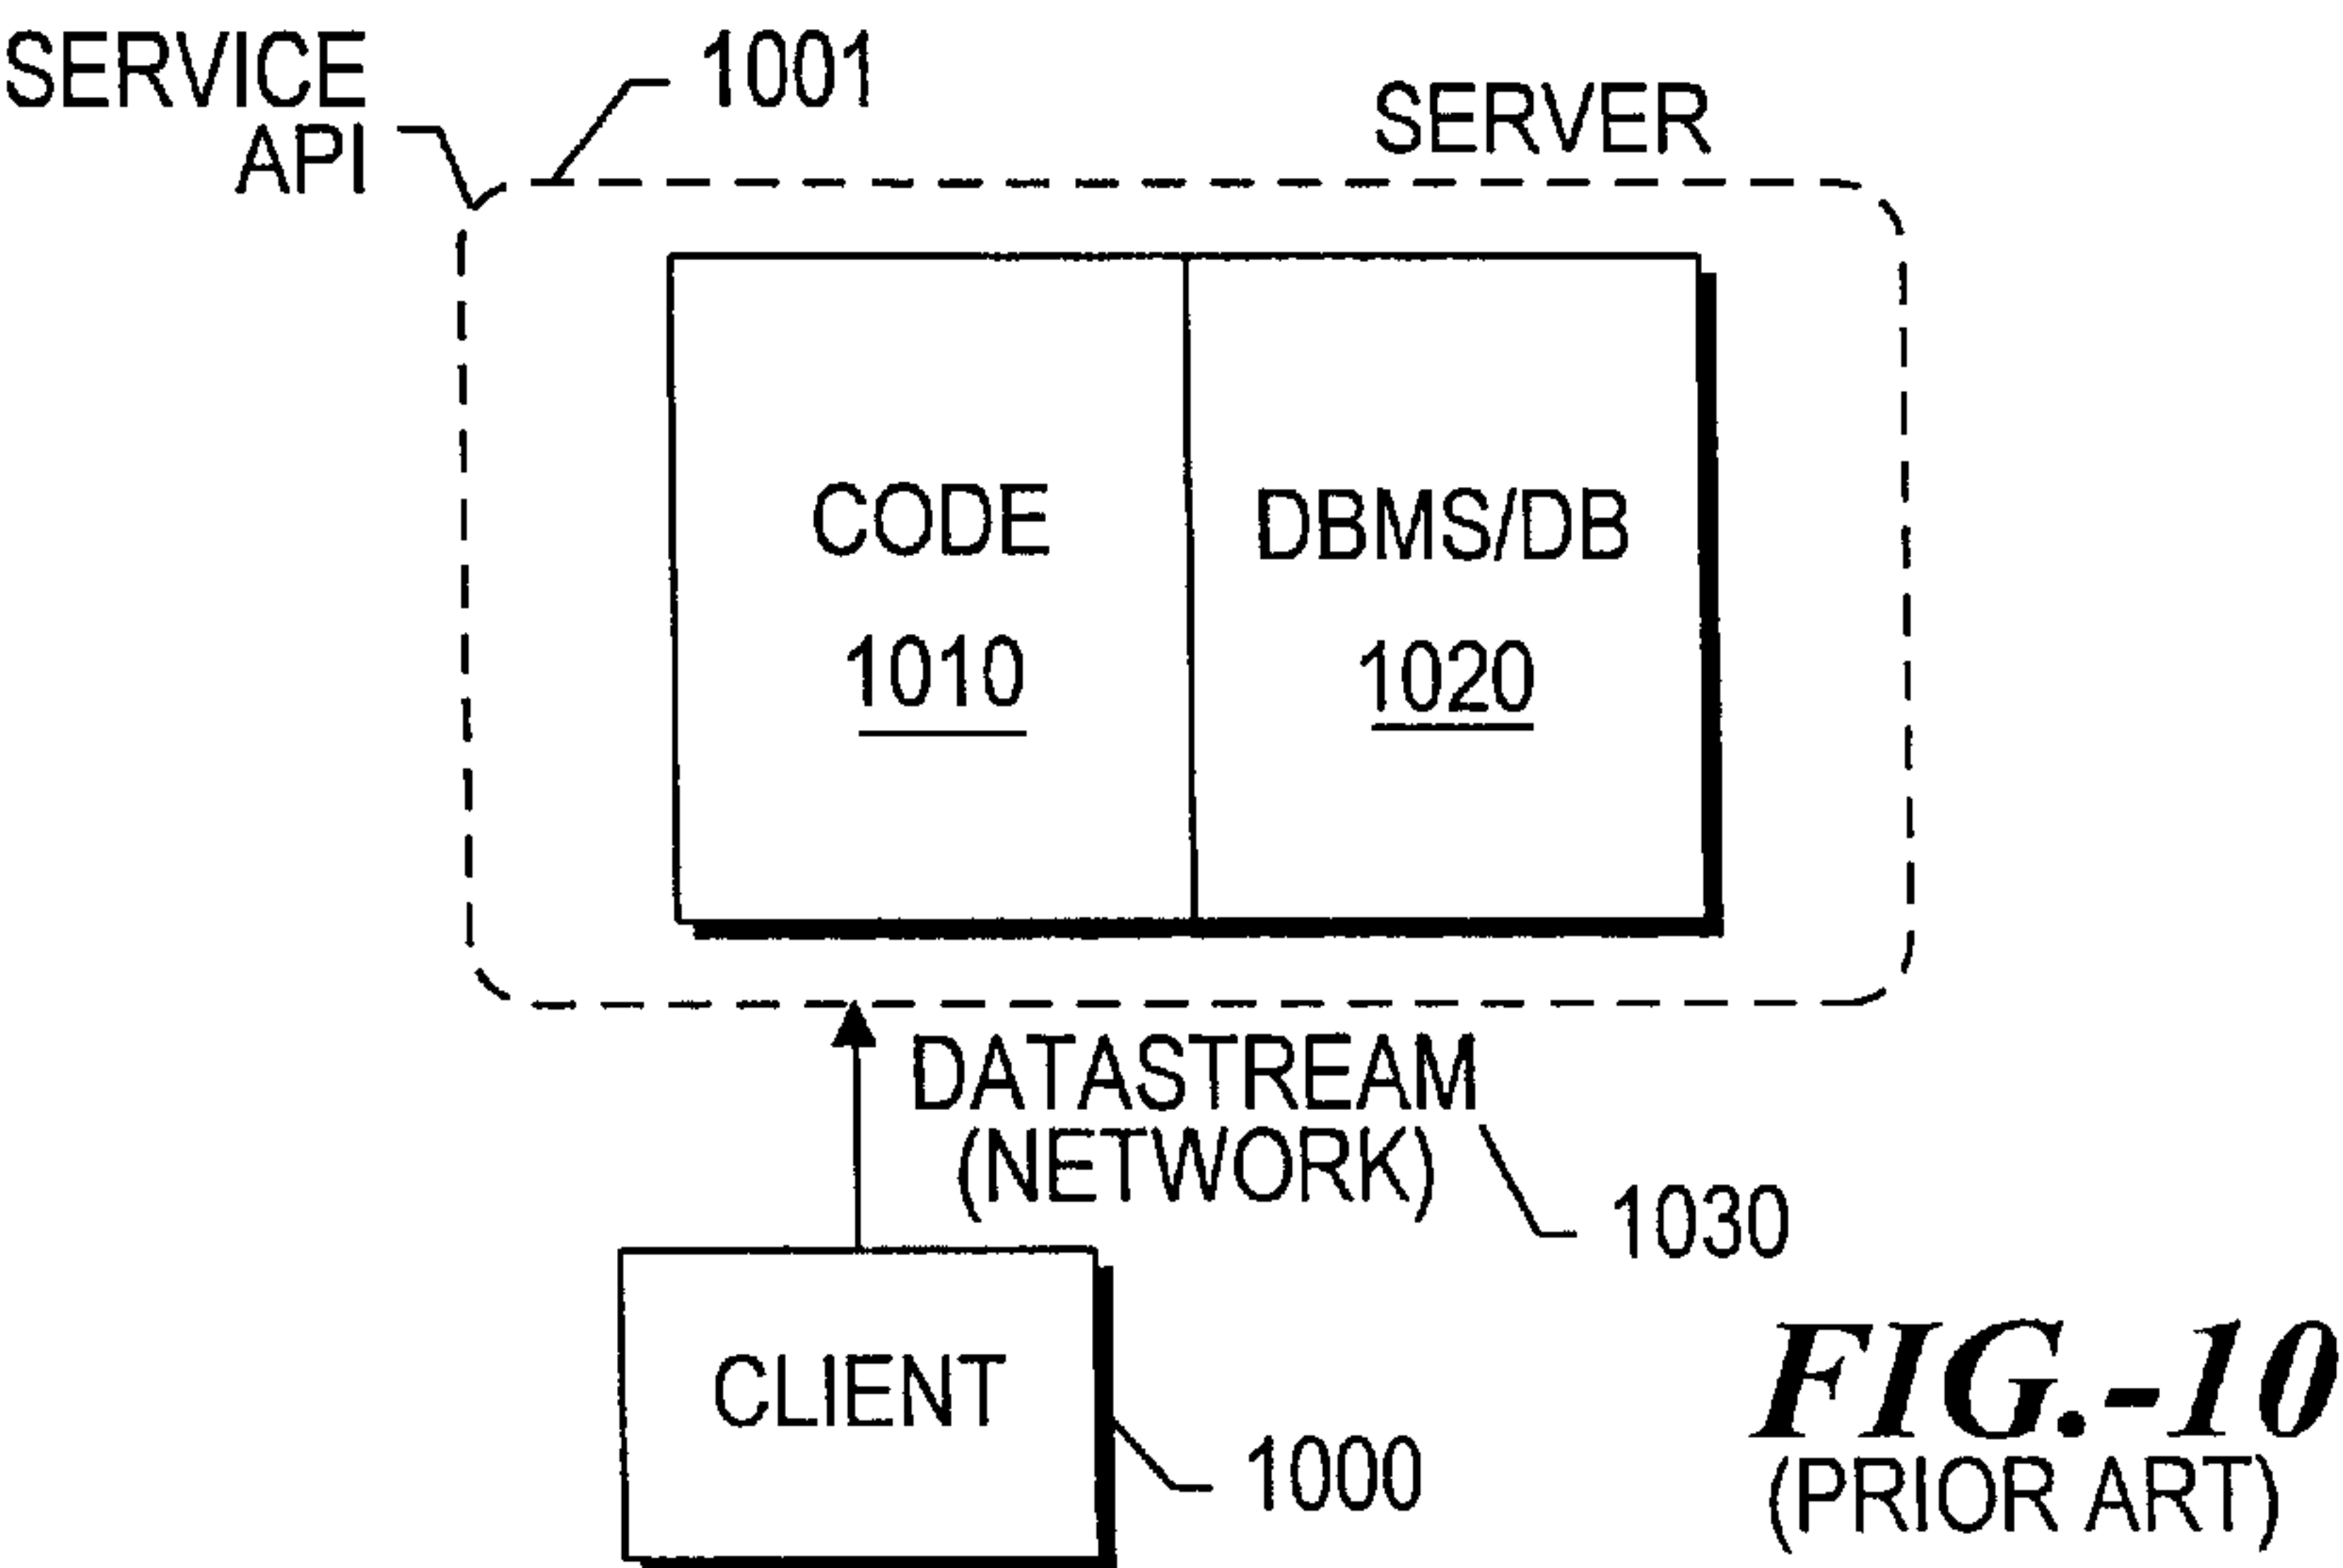 SERVICE
API
1001
SERVER
CODE
1010
DBMS/DB
1020
DATASTREAM
(NETWORK)
1030
CLIENT
1000
FIG.-10
(PRIOR ART)